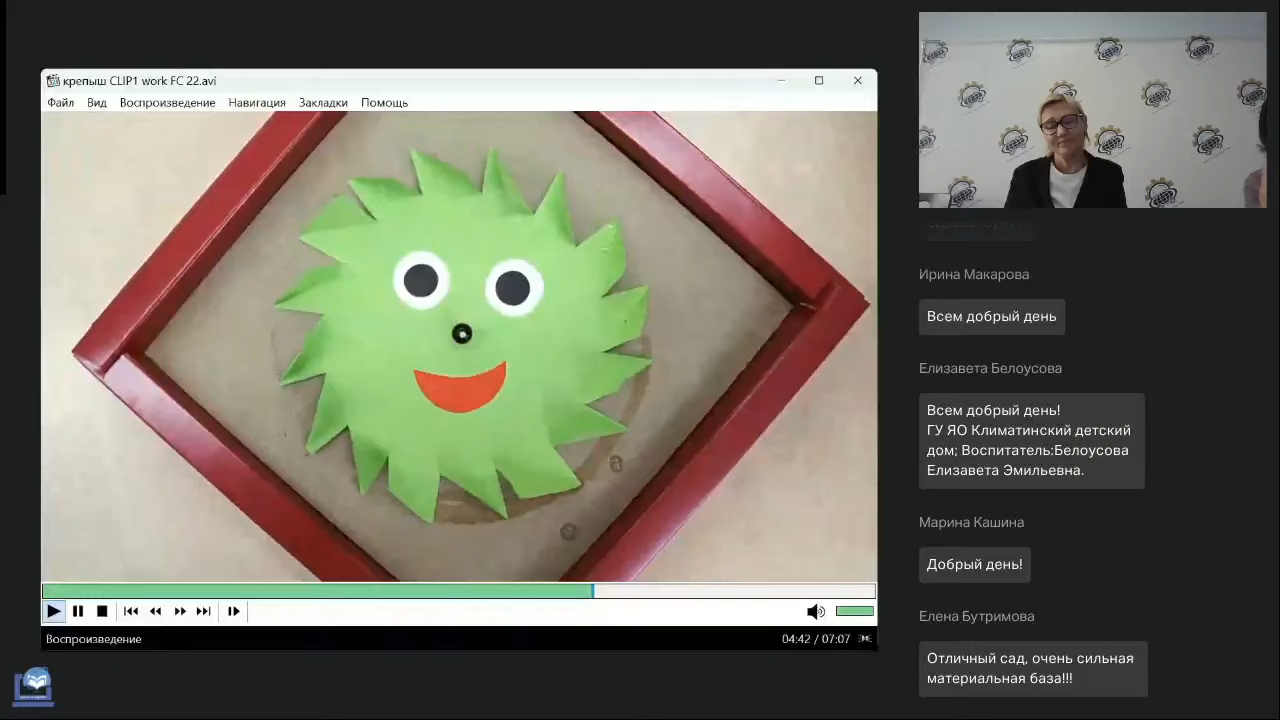 крепыш CLIP1 work FC 22.avi
Файл Вид Воспроизведение Навигация Закладки Помощь
Воспроизведение
04:42 / 07:07
Ирина Макарова
Всем добрый день
Елизавета Белоусова
Всем добрый день!
ГУ ЯО Климатинский детский
дом; Воспитатель:Белоусова
Елизавета Эмильевна.
Марина Кашина
Добрый день!
Елена Бутримова
Отличный сад, очень сильная
материальная база!!!